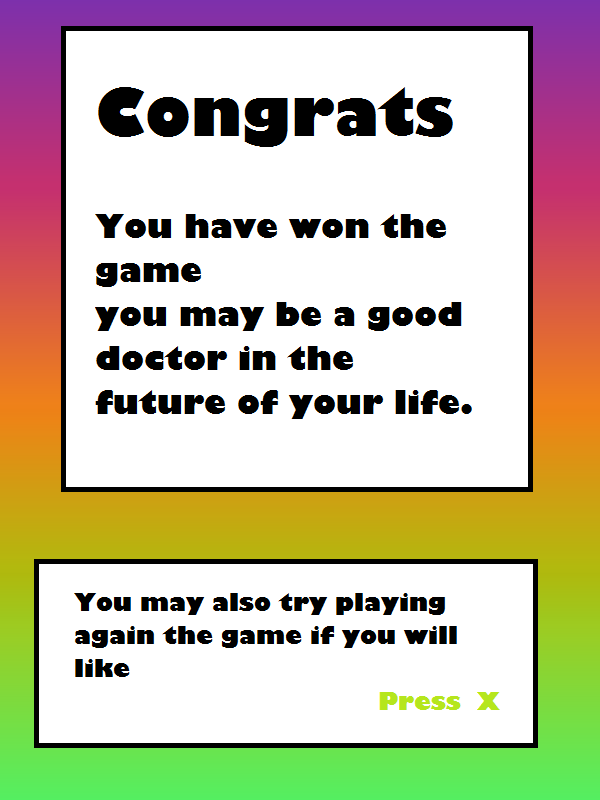 Congrats
You have won the
game
you may be a good
doctor in the
future of your life.
You may also try playing
again the game if you will
like
Press X